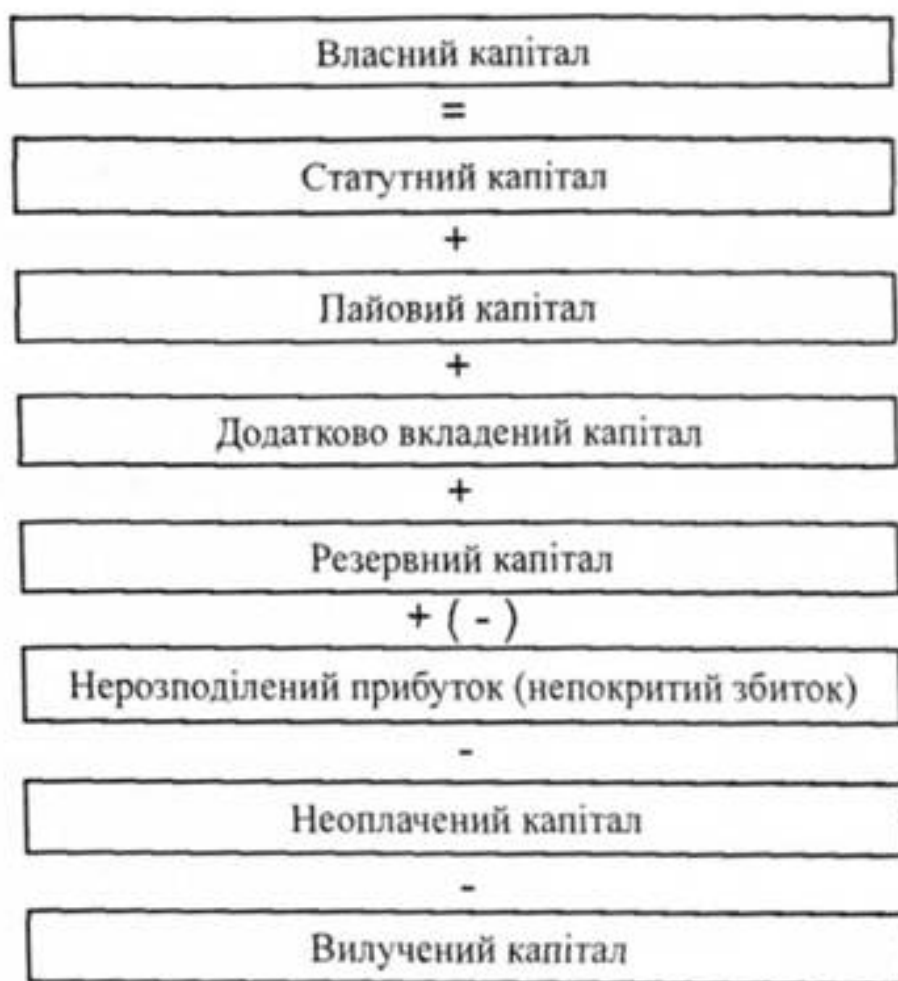 Власний капітал
=
Статутний капітал
+
Пайовий капітал
+
Додатково вкладений капітал
+
Резервний капітал
+ ( - )
Нерозподілений прибуток (непокритий збиток)
-
Неоплачений капітал
-
Вилучений капітал